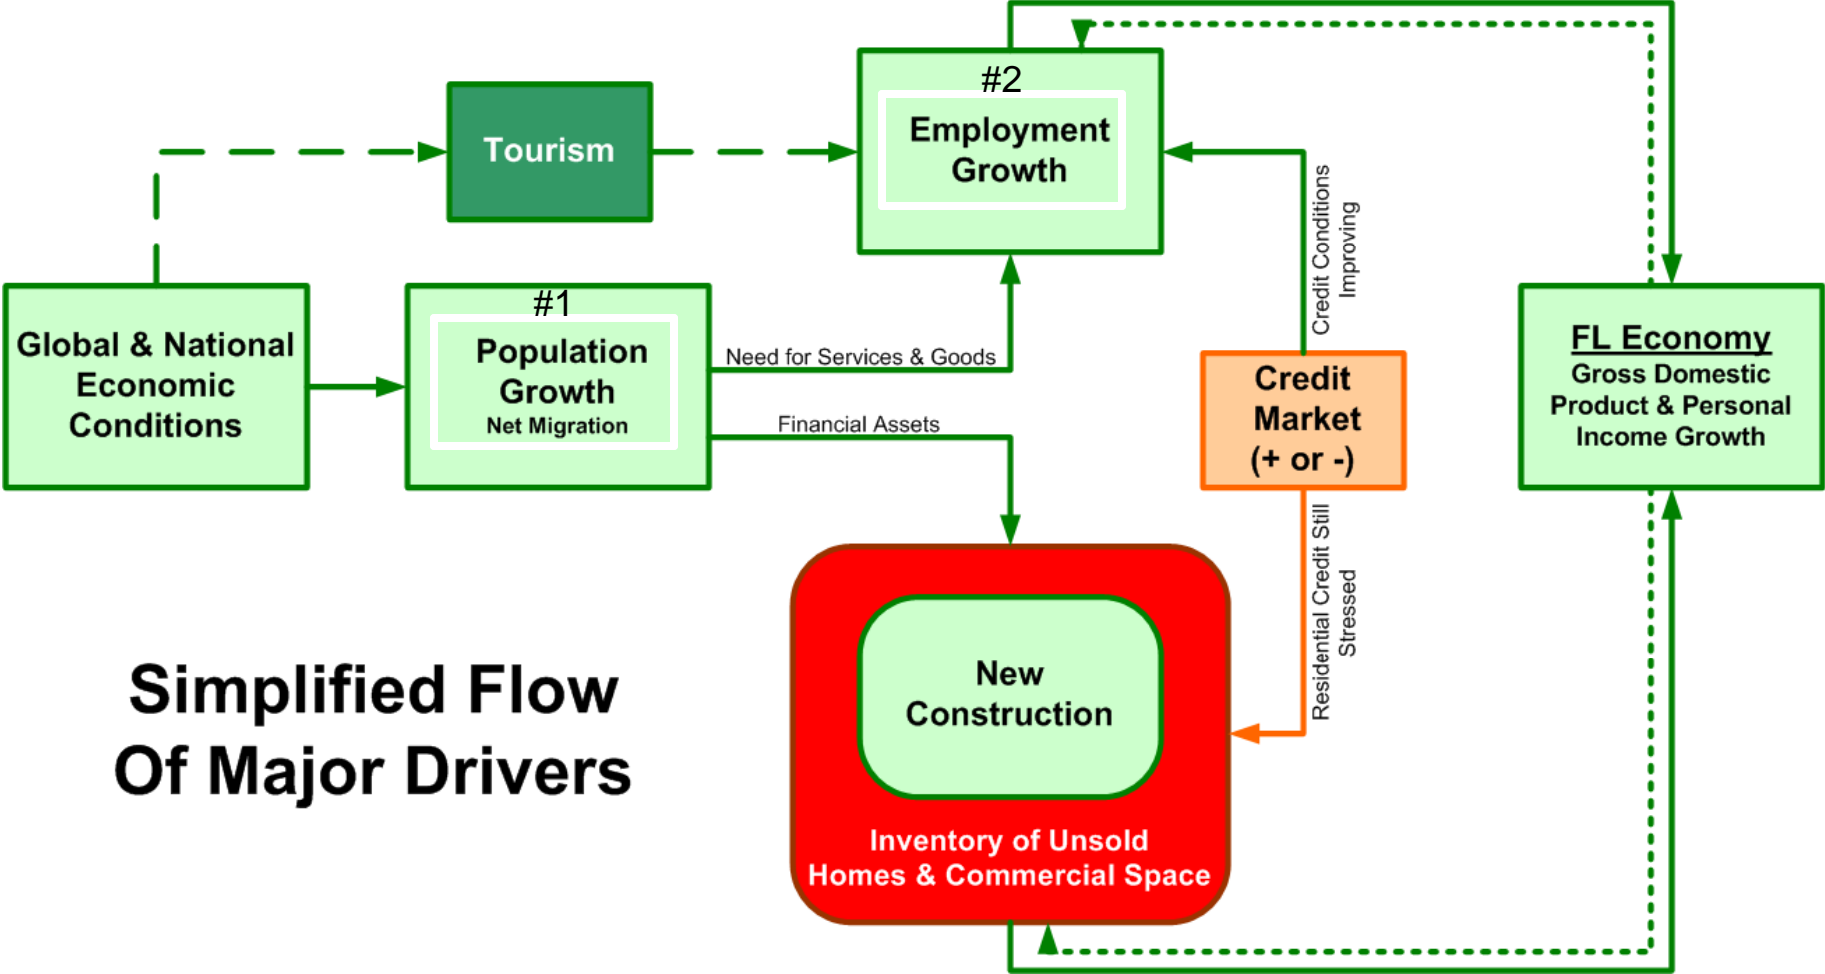 #2
Employment
Growth
Tourism
Credit Conditions
Improving
#1
Global & National
Economic
Conditions
Population
Growth
Net Migration
Need for Services & Goods
Financial Assets
Credit
Market
(+ or -)
FL Economy
Gross Domestic
Product & Personal
Income Growth
Residential Credit Still
Stressed
New
Construction
Inventory of Unsold
Homes & Commercial Space
Simplified Flow
Of Major Drivers